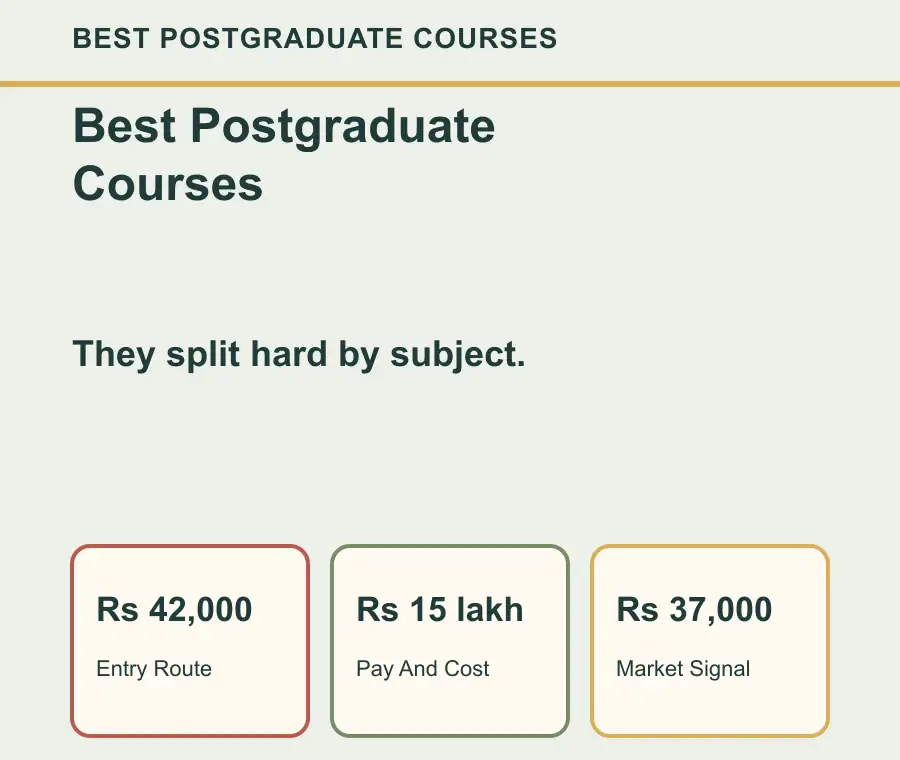 BEST POSTGRADUATE COURSES
Best Postgraduate
Courses
They split hard by subject.
Rs 42,000
Entry Route
Rs 15 lakh
Pay And Cost
Rs 37,000
Market Signal